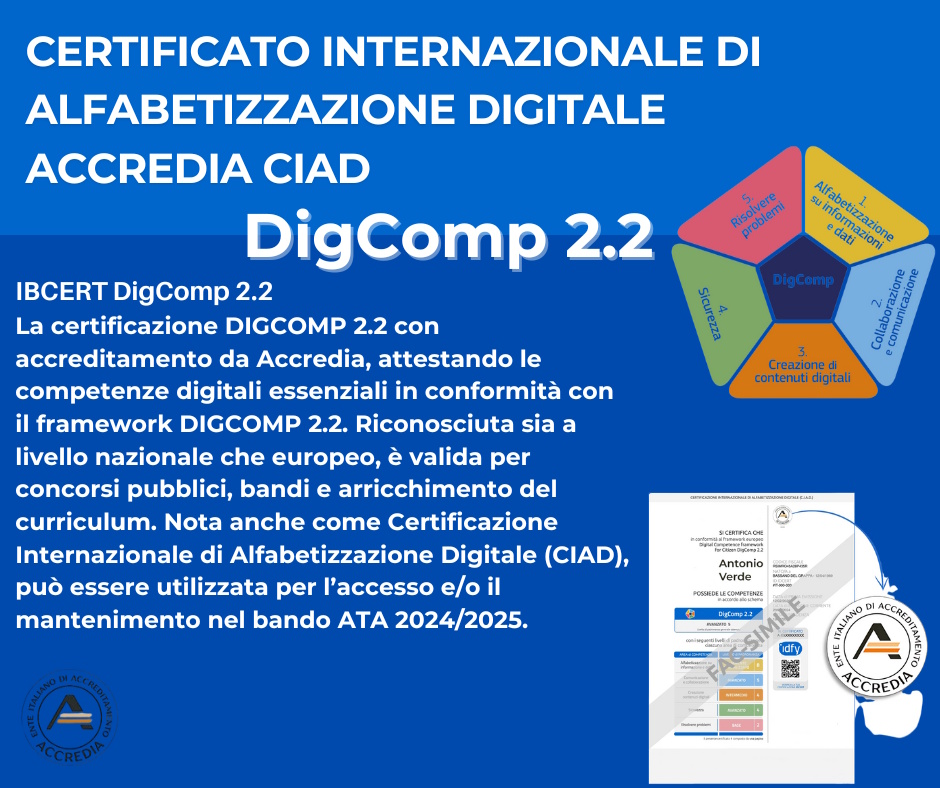 CERTIFICATO INTERNAZIONALE DI
ALFABETIZZAZIONE DIGITALE
ACCREDIA CIAD
DigComp 2.2
IBCERT DigComp 2.2
La certificazione DIGCOMP 2.2 con
accreditamento da Accredia, attestando le
competenze digitali essenziali in conformità con
il framework DIGCOMP 2.2. Riconosciuta sia a
livello nazionale che europeo, è valida per
concorsi pubblici, bandi e arricchimento del
curriculum. Nota anche come Certificazione
Internazionale di Alfabetizzazione Digitale (CIAD),
può essere utilizzata per l’accesso e/o il
mantenimento nel bando ATA 2024/2025.
1.
Alfabetizzazione
su informazioni
e dati
2.
Collaborazione
e comunicazione
3.
Creazione di
contenuti digitali
4.
Sicurezza
5.
Risolvere
problemi
DigComp
CERTIFICAZIONE INTERNAZIONALE DI ALFABETIZZAZIONE DIGITALE (C.I.A.D.)
SI CERTIFICA CHE
in conformità al framework europeo
Digital Competence Framework
For Citizen DigComp 2.2
Antonio
Verde
POSSIEDE LE COMPETENZE
in accordo allo schema
DigComp 2.2
AVANZATO 5
FAC-SIMILE
idfy
ENTE ITALIANO DI ACCREDITAMENTO
ACCREDIA
ENTE ITALIANO DI ACCREDITAMENTO
ACCREDIA